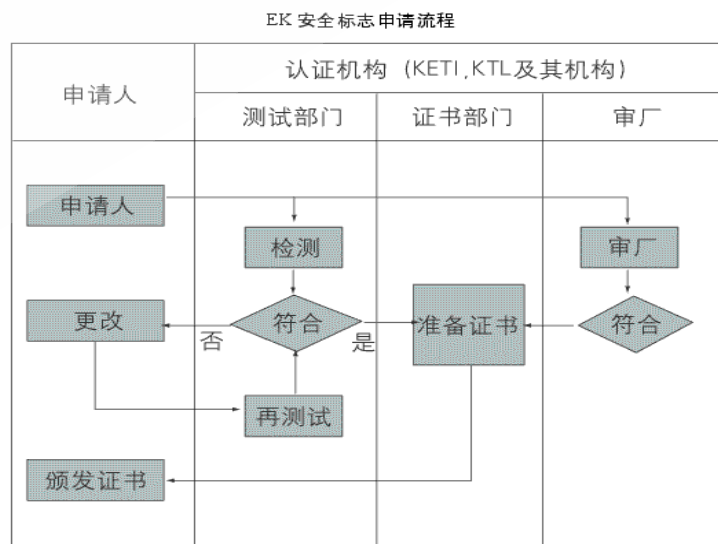 EK 安全标志申请流程
申请人
认证机构（KETI,KTL及其机构）
测试部门
证书部门
审厂
申请人
检测
审厂
更改
符合
准备证书
符合
否
是
再测试
颁发证书